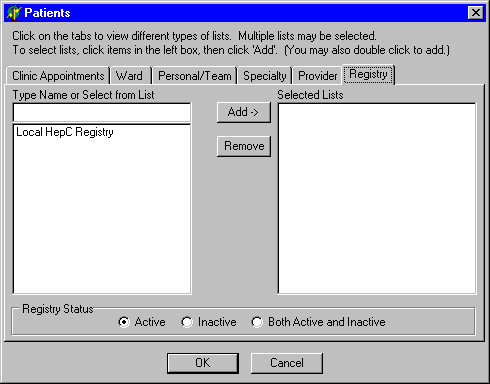 Patients
Click on the tabs to view different types of lists. Multiple lists may be selected.
To select lists, click items in the left box, then click 'Add'. (You may also double click to add.)
Clinic Appointments Ward Personal/Team Specialty Provider Registry
Type Name or Select from List
Selected Lists
Add ->
Local HepC Registry
Remove
Registry Status
Active Inactive Both Active and Inactive
OK Cancel